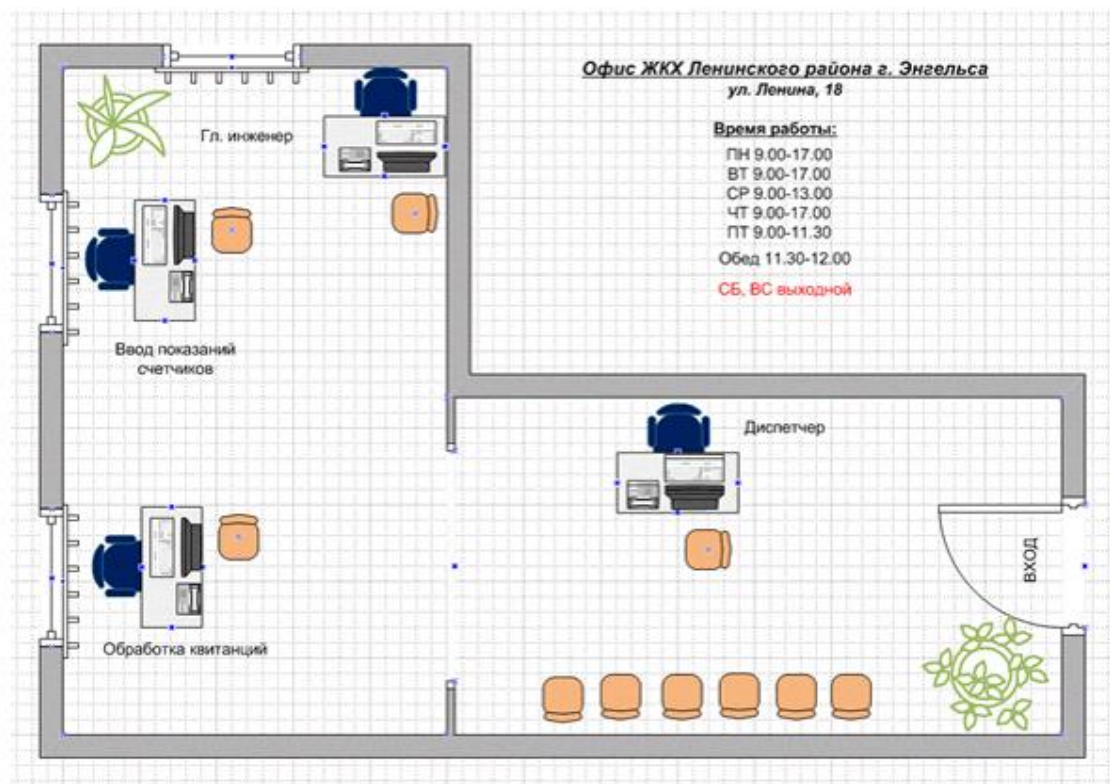 Офис ЖКХ Ленинского района г. Энгельса
ул. Ленина, 18
Время работы:
ПН 9.00-17.00
ВТ 9.00-17.00
СР 9.00-13.00
ЧТ 9.00-17.00
ПТ 9.00-11.30
Обед 11.30-12.00
СБ, ВС выходной
Гл. инженер
Ввод показаний
счетчиков
Диспетчер
ВХОД
Обработка квитанций